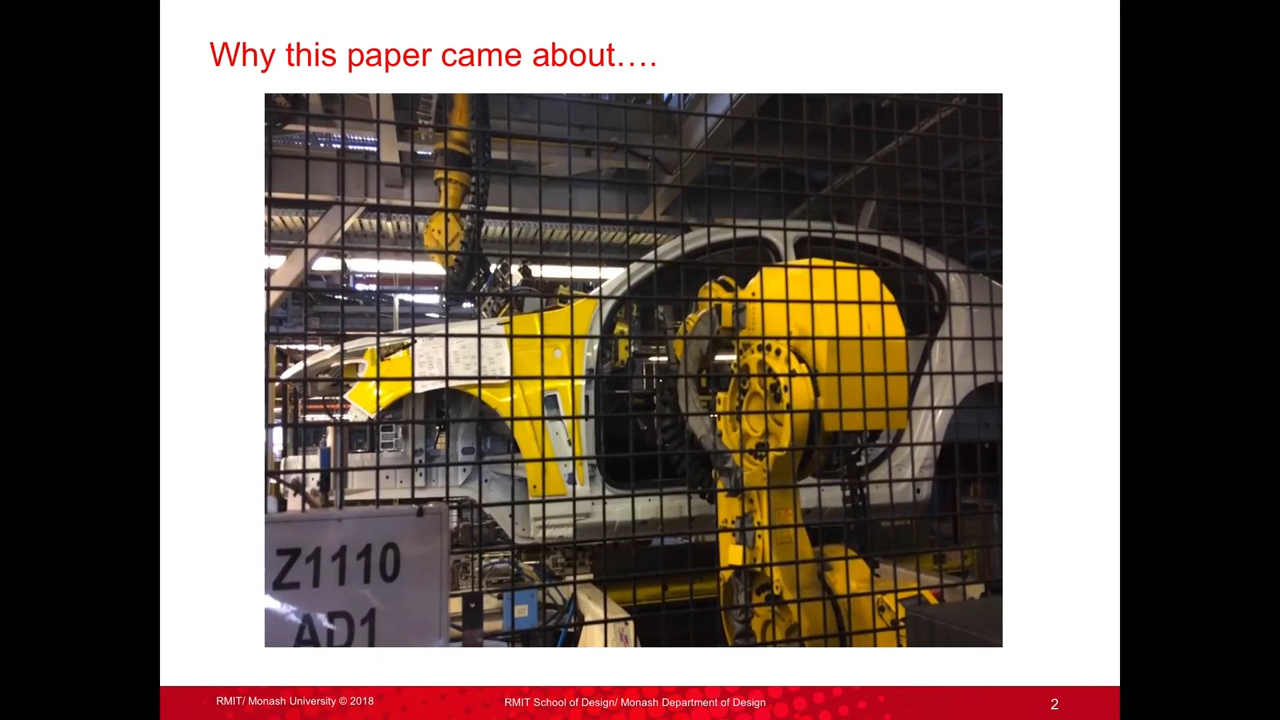 Why this paper came about….
Z1110
AD1
RMIT/ Monash University © 2018
RMIT School of Design/ Monash Department of Design
2